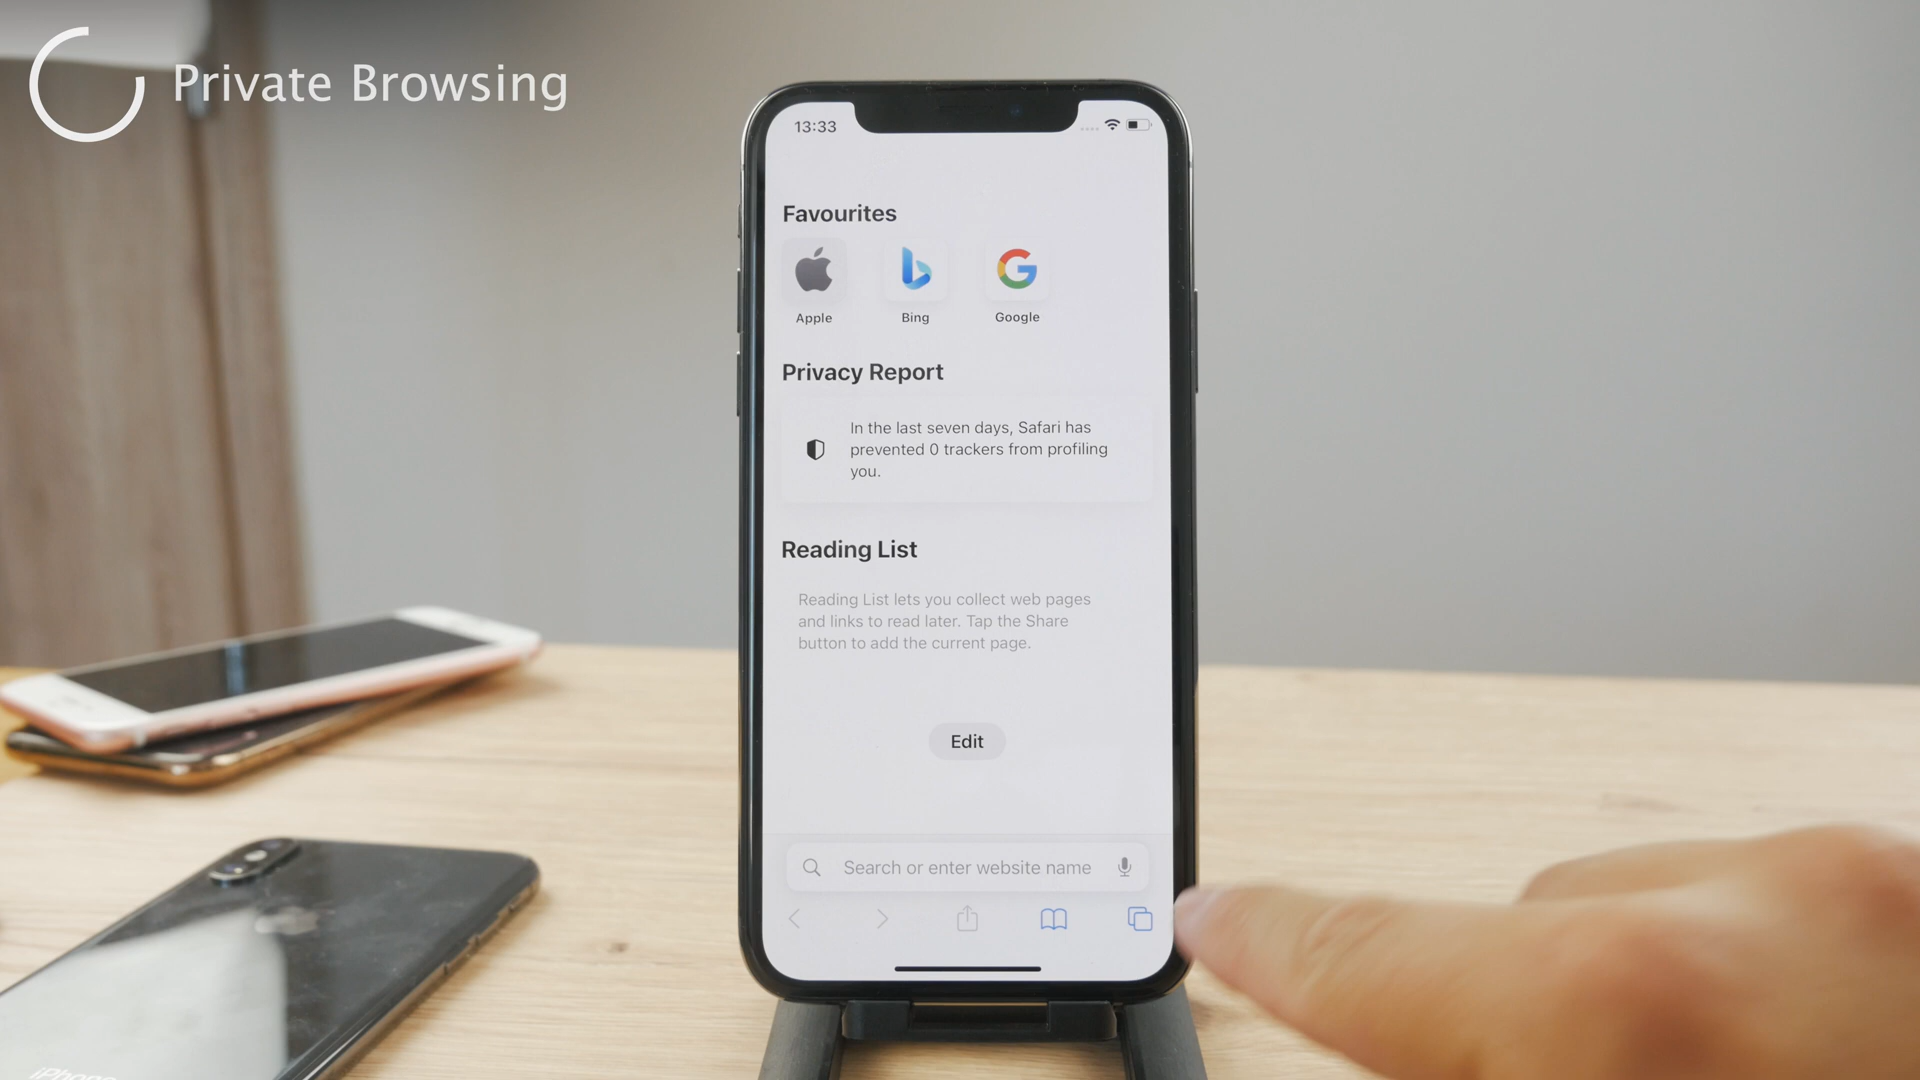 Private Browsing
13:33
Favourites
Apple
Bing
Google
Privacy Report
In the last seven days, Safari has
prevented 0 trackers from profiling
you.
Reading List
Reading List lets you collect web pages
and links to read later. Tap the Share
button to add the current page.
Edit
Search or enter website name
iPhone